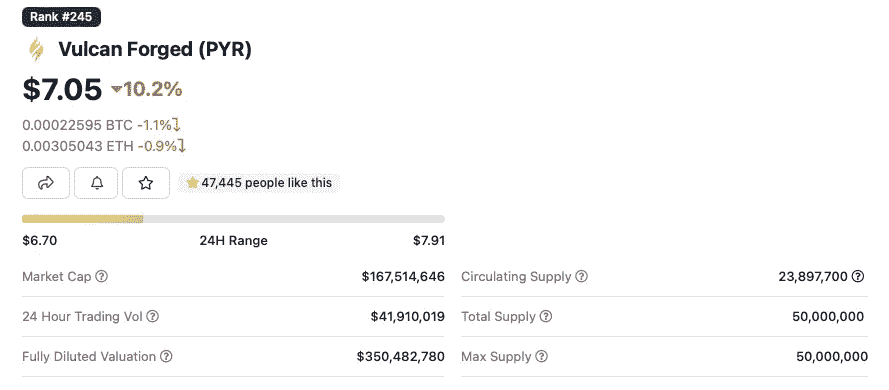 Rank #245
Vulcan Forged (PYR)
$7.05 10.2%
0.00022595 BTC -1.1%
0.00305043 ETH -0.9%
47,445 people like this
$6.70 24H Range $7.91
Market Cap $167,514,646 Circulating Supply 23,897,700
24 Hour Trading Vol $41,910,019 Total Supply 50,000,000
Fully Diluted Valuation $350,482,780 Max Supply 50,000,000